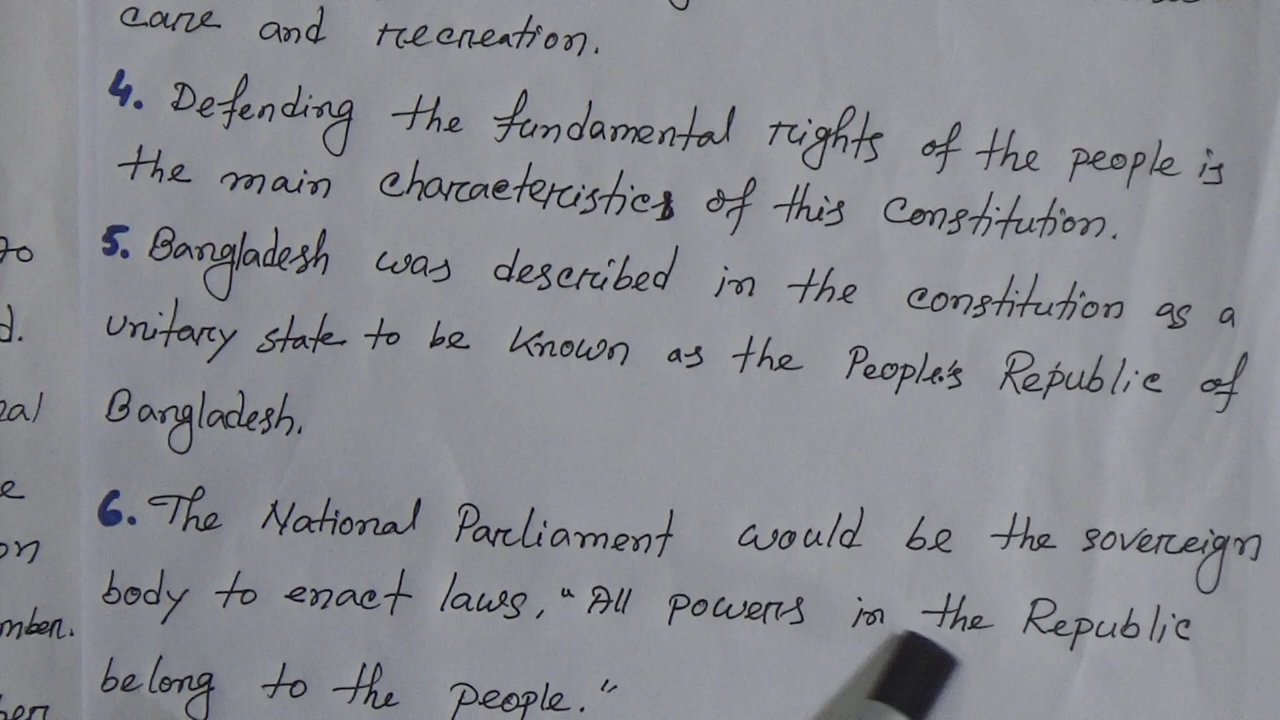 care and recreation.
4. Defending the fundamental rights of the people is
the main characteristics of this Constitution.
5. Bangladesh was described in the constitution as a
unitary state to be known as the People's Republic of
Bangladesh.
6. The National Parliament would be the sovereign
body to enact laws, "All powers in the Republic
belong to the people."